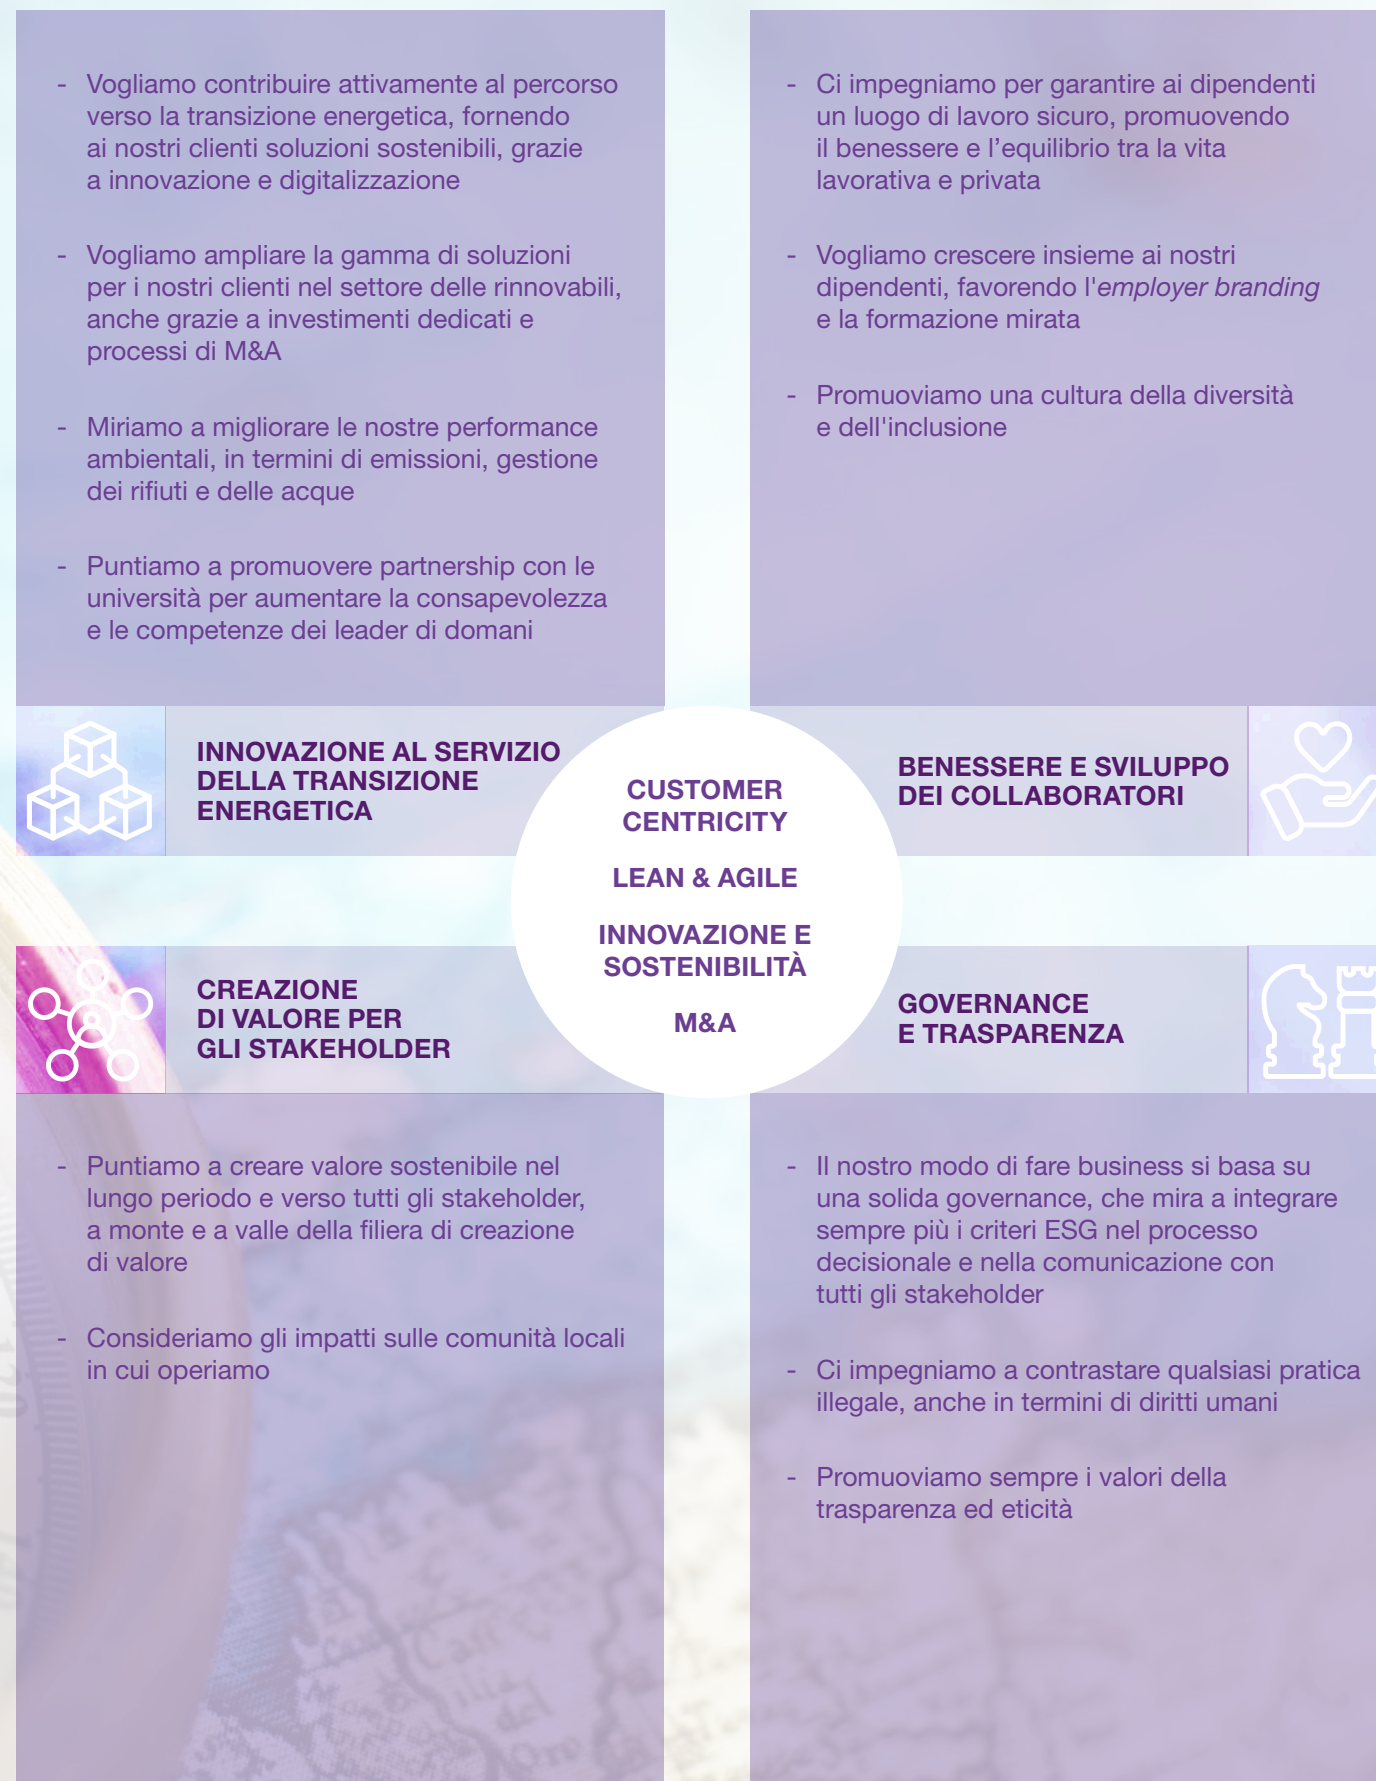 - Vogliamo contribuire attivamente al percorso
verso la transizione energetica, fornendo
ai nostri clienti soluzioni sostenibili, grazie
a innovazione e digitalizzazione
- Vogliamo ampliare la gamma di soluzioni
per i nostri clienti nel settore delle rinnovabili,
anche grazie a investimenti dedicati e
processi di M&A
- Miriamo a migliorare le nostre performance
ambientali, in termini di emissioni, gestione
dei rifiuti e delle acque
- Puntiamo a promuovere partnership con le
università per aumentare la consapevolezza
e le competenze dei leader di domani
INNOVAZIONE AL SERVIZIO
DELLA TRANSIZIONE
ENERGETICA
- Ci impegniamo per garantire ai dipendenti
un luogo di lavoro sicuro, promuovendo
il benessere e l’equilibrio tra la vita
lavorativa e privata
- Vogliamo crescere insieme ai nostri
dipendenti, favorendo l'employer branding
e la formazione mirata
- Promuoviamo una cultura della diversità
e dell'inclusione
BENESSERE E SVILUPPO
DEI COLLABORATORI
CUSTOMER
CENTRICITY
LEAN & AGILE
INNOVAZIONE E
SOSTENIBILITÀ
M&A
CREAZIONE
DI VALORE PER
GLI STAKEHOLDER
- Puntiamo a creare valore sostenibile nel
lungo periodo e verso tutti gli stakeholder,
a monte e a valle della filiera di creazione
di valore
- Consideriamo gli impatti sulle comunità locali
in cui operiamo
GOVERNANCE
E TRASPARENZA
- Il nostro modo di fare business si basa su
una solida governance, che mira a integrare
sempre più i criteri ESG nel processo
decisionale e nella comunicazione con
tutti gli stakeholder
- Ci impegniamo a contrastare qualsiasi pratica
illegale, anche in termini di diritti umani
- Promuoviamo sempre i valori della
trasparenza ed eticità